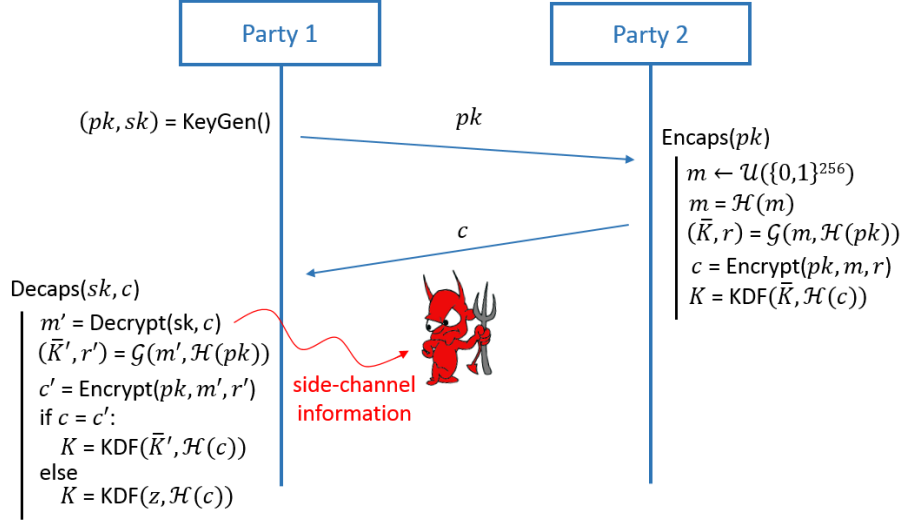 Party 1
Party 2
(pk, sk) = KeyGen()
pk
Encaps(pk)
m ← 𝒰({0,1}²⁵⁶)
m = ℋ(m)
(K̄, r) = 𝒢(m, ℋ(pk))
c = Encrypt(pk, m, r)
K = KDF(K̄, ℋ(c))
c
Decaps(sk, c)
m′ = Decrypt(sk, c)
(K̄′, r′) = 𝒢(m′, ℋ(pk))
c′ = Encrypt(pk, m′, r′)
if c = c′:
K = KDF(K̄′, ℋ(c))
else
K = KDF(z, ℋ(c))
side-channel
information